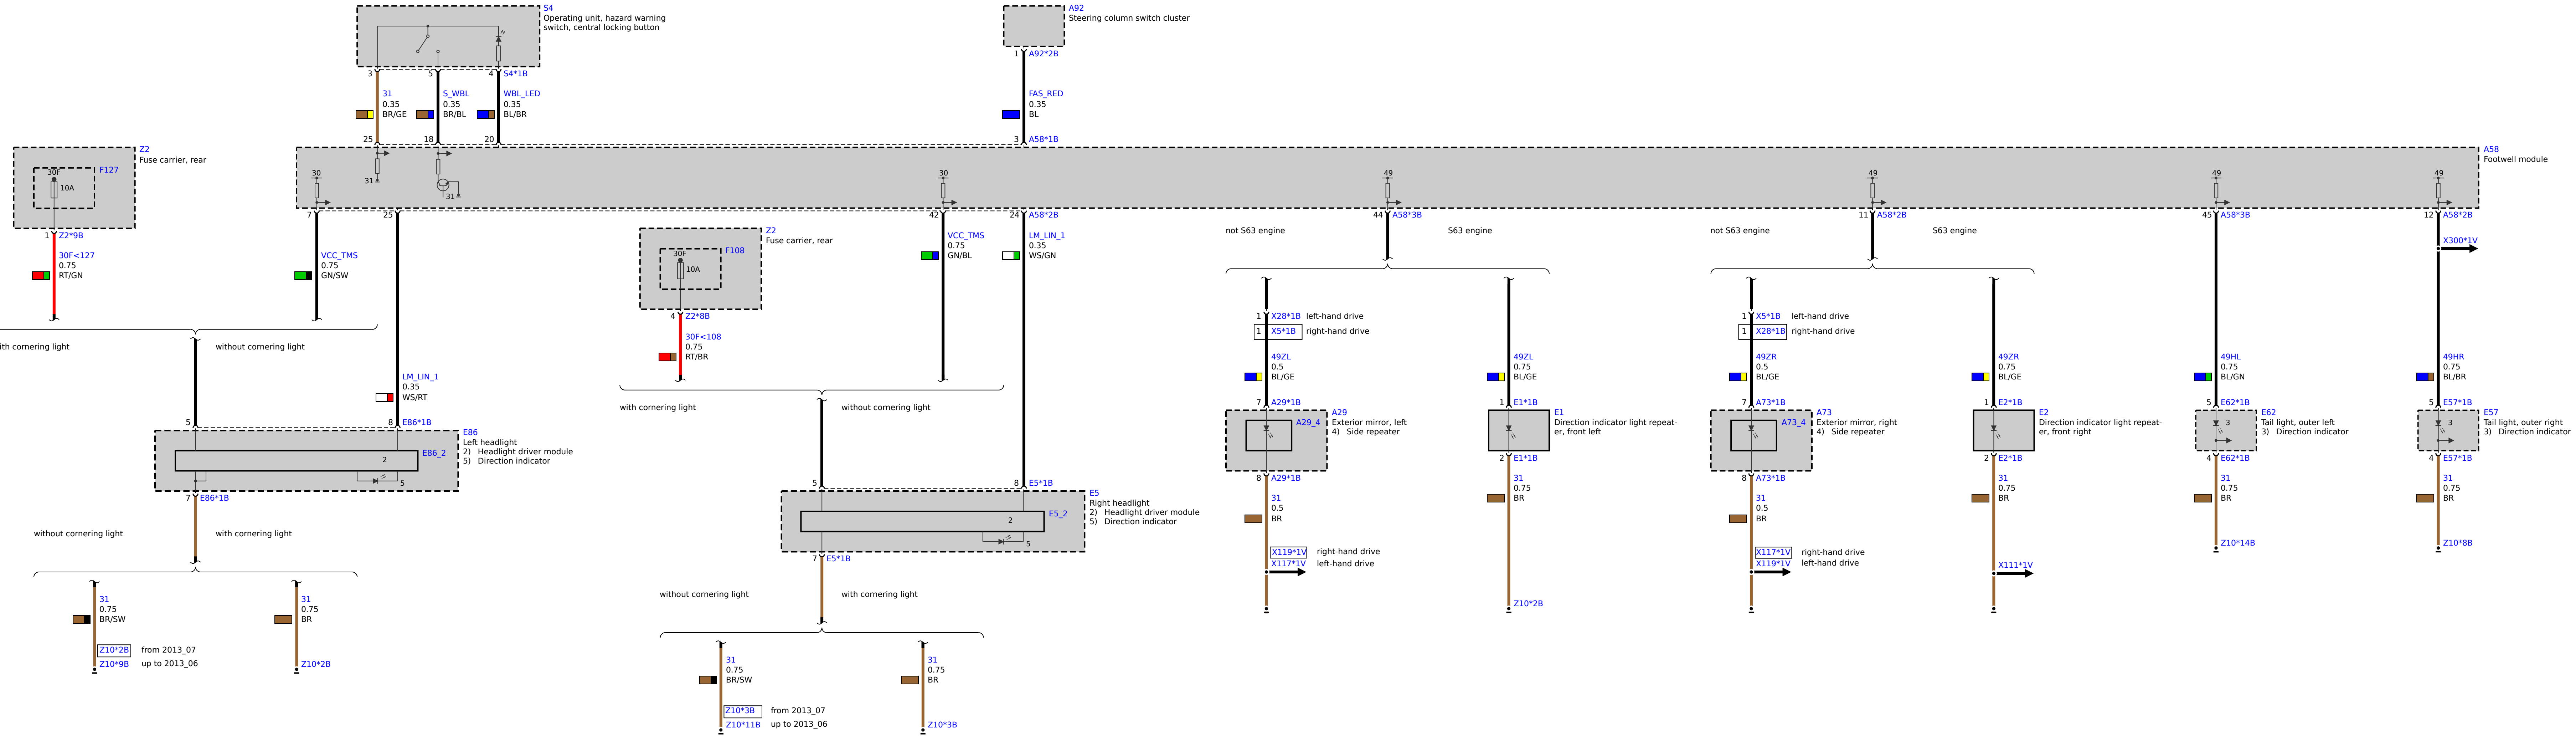 S4
Operating unit, hazard warning
switch, central locking button
A92
Steering column switch cluster
3
5
4
S4*1B
1
A92*2B
31
0.35
BR/GE
S_WBL
0.35
BR/BL
WBL_LED
0.35
BL/BR
FAS_RED
0.35
BL
25
18
20
3
A58*1B
Z2
Fuse carrier, rear
F127
30F
10A
A58
Footwell module
30
31
31
30
49
49
49
49
1
Z2*9B
7
25
42
24
A58*2B
44
A58*3B
11
A58*2B
45
A58*3B
12
A58*2B
30F<127
0.75
RT/GN
VCC_TMS
0.75
GN/SW
Z2
Fuse carrier, rear
F108
30F
10A
VCC_TMS
0.75
GN/BL
LM_LIN_1
0.35
WS/GN
not S63 engine
S63 engine
not S63 engine
S63 engine
X300*1V
4
Z2*8B
30F<108
0.75
RT/BR
ith cornering light
without cornering light
LM_LIN_1
0.35
WS/RT
with cornering light
without cornering light
1
X28*1B
left-hand drive
1
X5*1B
right-hand drive
1
X5*1B
left-hand drive
1
X28*1B
right-hand drive
49ZL
0.5
BL/GE
49ZL
0.75
BL/GE
49ZR
0.5
BL/GE
49ZR
0.75
BL/GE
49HL
0.75
BL/GN
49HR
0.75
BL/BR
7
A29*1B
1
E1*1B
7
A73*1B
1
E2*1B
5
E62*1B
5
E57*1B
A29_4
A29
Exterior mirror, left
4) Side repeater
E1
Direction indicator light repeat-
er, front left
A73_4
A73
Exterior mirror, right
4) Side repeater
E2
Direction indicator light repeat-
er, front right
3
E62
Tail light, outer left
3) Direction indicator
3
E57
Tail light, outer right
3) Direction indicator
5
8
E86*1B
E86
Left headlight
2) Headlight driver module
5) Direction indicator
E86_2
2
5
7
E86*1B
8
A29*1B
2
E1*1B
8
A73*1B
2
E2*1B
4
E62*1B
4
E57*1B
31
0.5
BR
31
0.75
BR
31
0.5
BR
31
0.75
BR
31
0.75
BR
31
0.75
BR
5
8
E5*1B
E5
Right headlight
2) Headlight driver module
5) Direction indicator
E5_2
2
5
7
E5*1B
without cornering light
with cornering light
X119*1V
right-hand drive
X117*1V
left-hand drive
X117*1V
right-hand drive
X119*1V
left-hand drive
X111*1V
Z10*14B
Z10*8B
Z10*2B
31
0.75
BR/SW
31
0.75
BR
Z10*2B
from 2013_07
Z10*9B
up to 2013_06
Z10*2B
without cornering light
with cornering light
31
0.75
BR/SW
31
0.75
BR
Z10*3B
from 2013_07
Z10*11B
up to 2013_06
Z10*3B